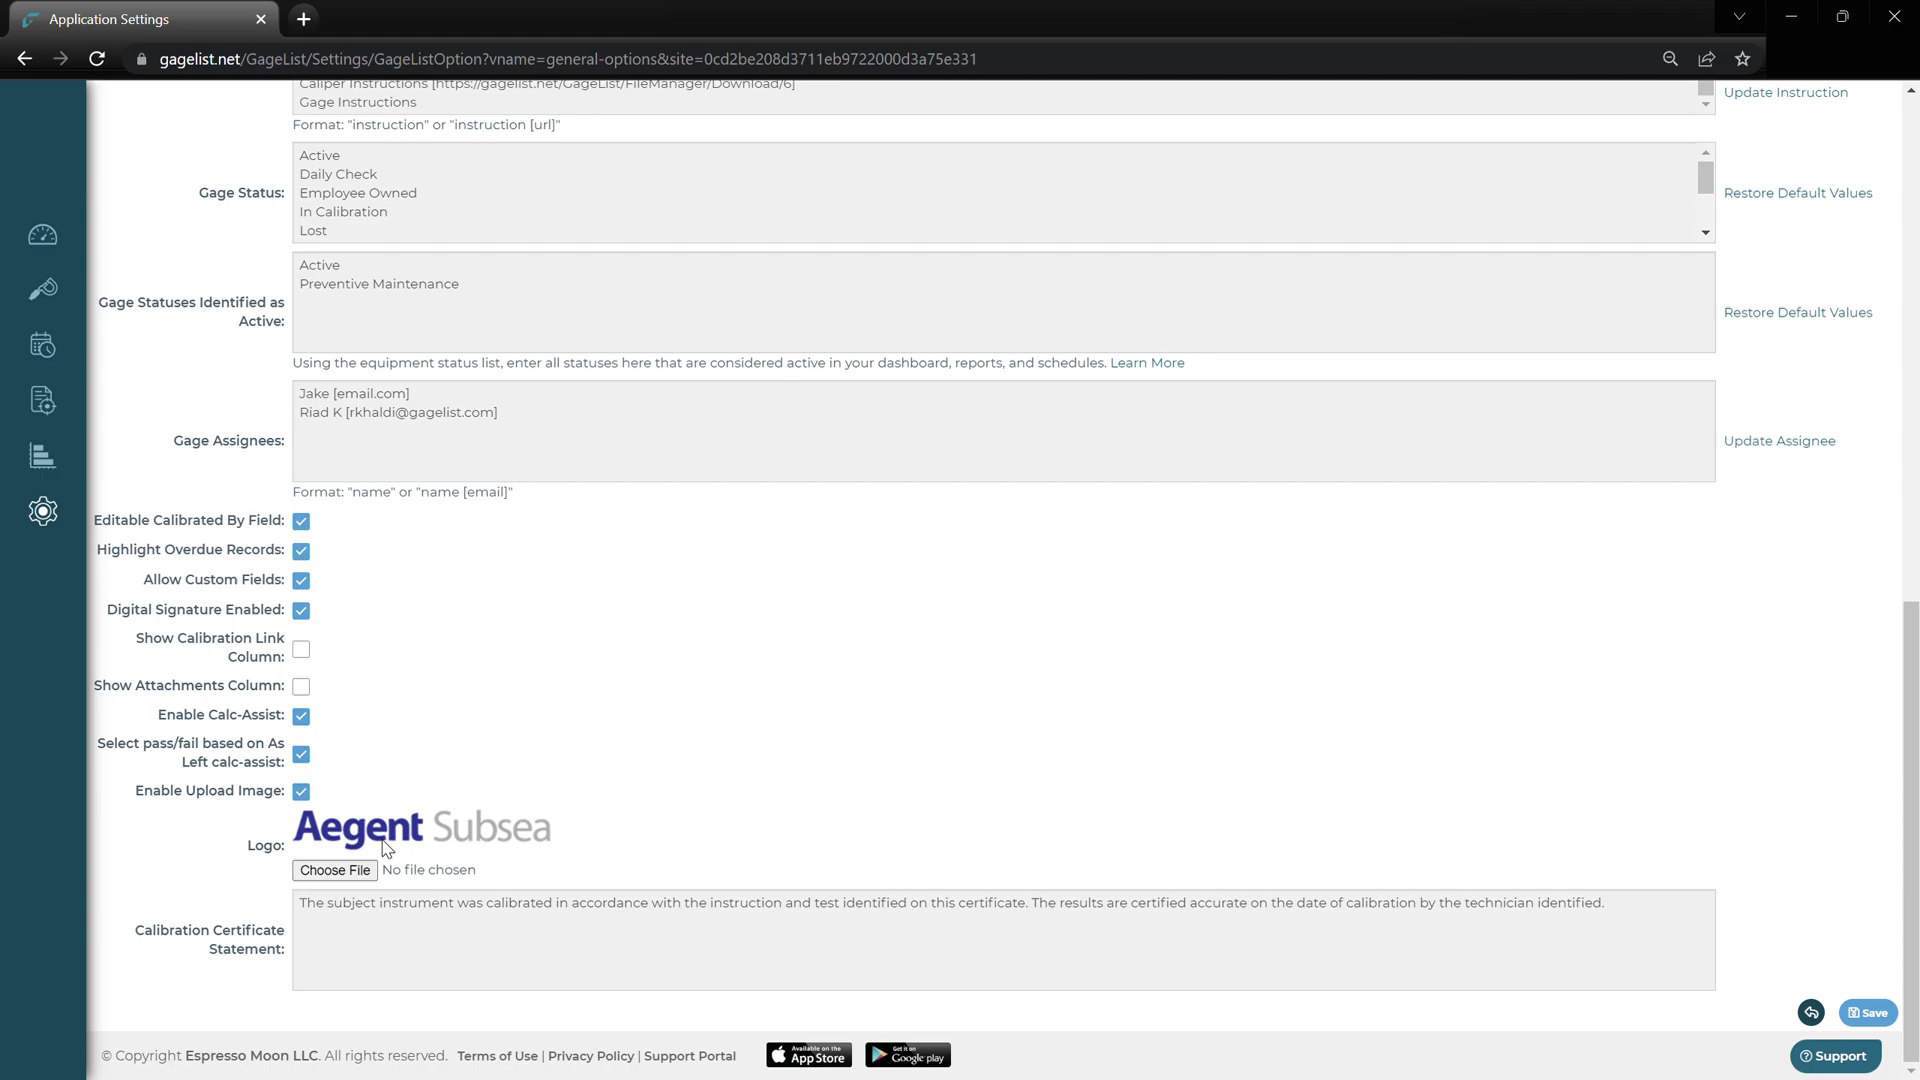 Application Settings
gagelist.net/GageList/Settings/GageListOption?vname=general-options&site=0cd2be208d3711eb9722000d3a75e331
Caliper Instructions [https://gagelist.net/GageList/FileManager/Download/6]
Gage Instructions
Update Instruction
Format: "instruction" or "instruction [url]"
Gage Status:
Active
Daily Check
Employee Owned
In Calibration
Lost
Restore Default Values
Gage Statuses Identified as
Active:
Active
Preventive Maintenance
Restore Default Values
Using the equipment status list, enter all statuses here that are considered active in your dashboard, reports, and schedules. Learn More
Gage Assignees:
Jake [email.com]
Riad K [rkhaldi@gagelist.com]
Update Assignee
Format: "name" or "name [email]"
Editable Calibrated By Field:
Highlight Overdue Records:
Allow Custom Fields:
Digital Signature Enabled:
Show Calibration Link
Column:
Show Attachments Column:
Enable Calc-Assist:
Select pass/fail based on As
Left calc-assist:
Enable Upload Image:
Logo:
Aegent Subsea
Choose File No file chosen
Calibration Certificate
Statement:
The subject instrument was calibrated in accordance with the instruction and test identified on this certificate. The results are certified accurate on the date of calibration by the technician identified.
Save
© Copyright Espresso Moon LLC. All rights reserved. Terms of Use | Privacy Policy | Support Portal
Available on the
App Store
Get it on
Google play
Support